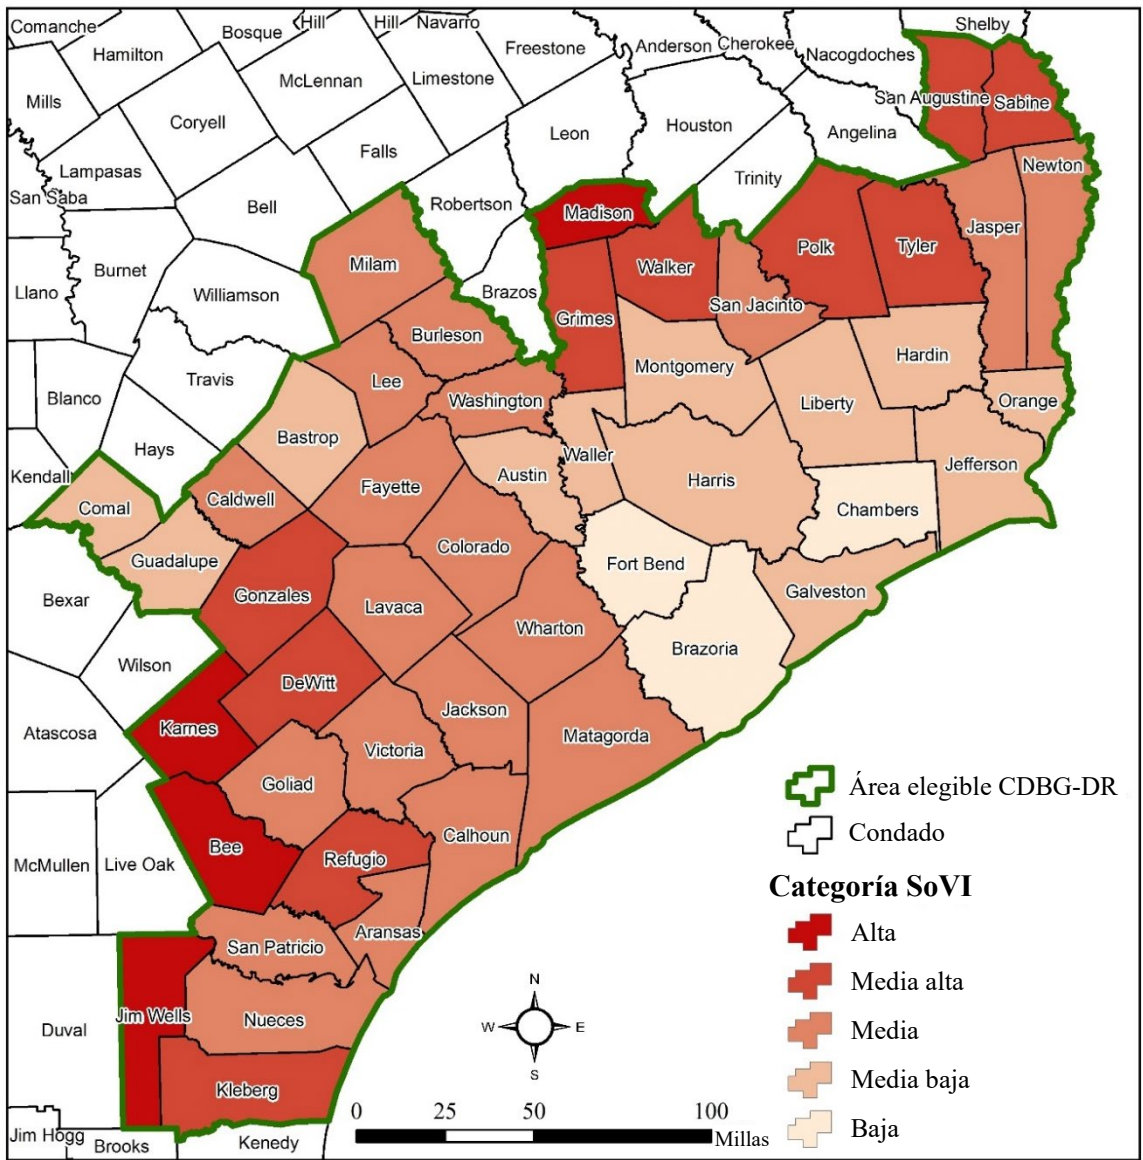 Comanche
Hamilton
Bosque
Hill
Hill
Navarro
Freestone
Anderson
Cherokee
Nacogdoches
Shelby
Mills
Coryell
McLennan
Limestone
Leon
Houston
Angelina
San Augustine
Sabine
Lampasas
San Saba
Bell
Falls
Robertson
Trinity
Newton
Burnet
Llano
Williamson
Milam
Brazos
Madison
Walker
Polk
Tyler
Jasper
Grimes
San Jacinto
Burleson
Travis
Blanco
Lee
Washington
Montgomery
Hardin
Liberty
Orange
Hays
Kendall
Bastrop
Austin
Waller
Harris
Jefferson
Comal
Caldwell
Fayette
Chambers
Guadalupe
Colorado
Fort Bend
Galveston
Bexar
Gonzales
Lavaca
Wharton
Brazoria
Wilson
DeWitt
Jackson
Matagorda
Atascosa
Karnes
Victoria
Goliad
Calhoun
McMullen
Live Oak
Bee
Refugio
Aransas
San Patricio
Duval
Jim Wells
Nueces
Kleberg
Jim Hogg
Brooks
Kenedy
Área elegible CDBG-DR
Condado
Categoría SoVI
Alta
Media alta
Media
Media baja
Baja
N
W E
S
0 25 50 100
Millas